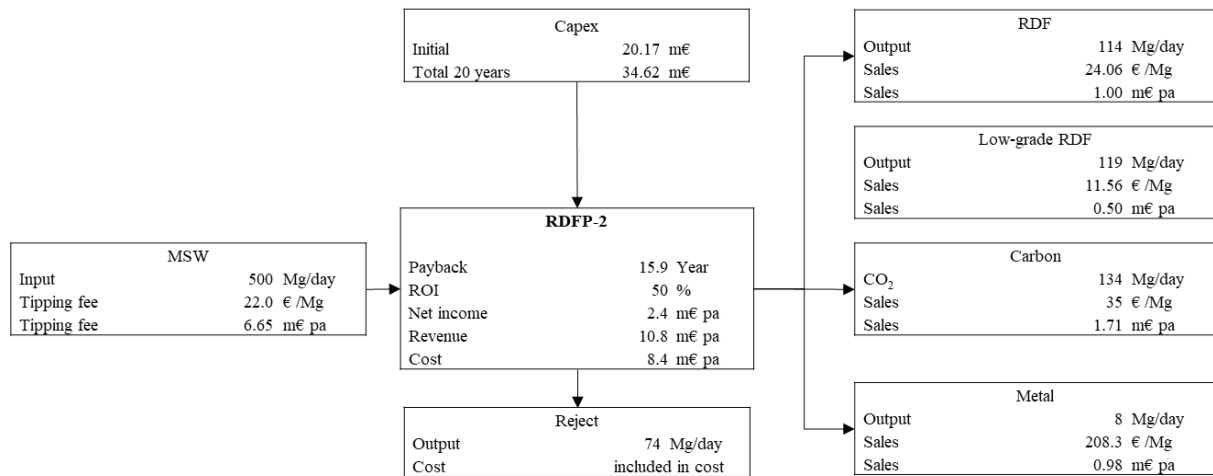 Capex
Initial 20.17 m€
Total 20 years 34.62 m€
RDF
Output 114 Mg/day
Sales 24.06 € /Mg
Sales 1.00 m€ pa
Low-grade RDF
Output 119 Mg/day
Sales 11.56 € /Mg
Sales 0.50 m€ pa
MSW
Input 500 Mg/day
Tipping fee 22.0 € /Mg
Tipping fee 6.65 m€ pa
RDFP-2
Payback 15.9 Year
ROI 50 %
Net income 2.4 m€ pa
Revenue 10.8 m€ pa
Cost 8.4 m€ pa
Carbon
CO₂ 134 Mg/day
Sales 35 € /Mg
Sales 1.71 m€ pa
Reject
Output 74 Mg/day
Cost included in cost
Metal
Output 8 Mg/day
Sales 208.3 € /Mg
Sales 0.98 m€ pa